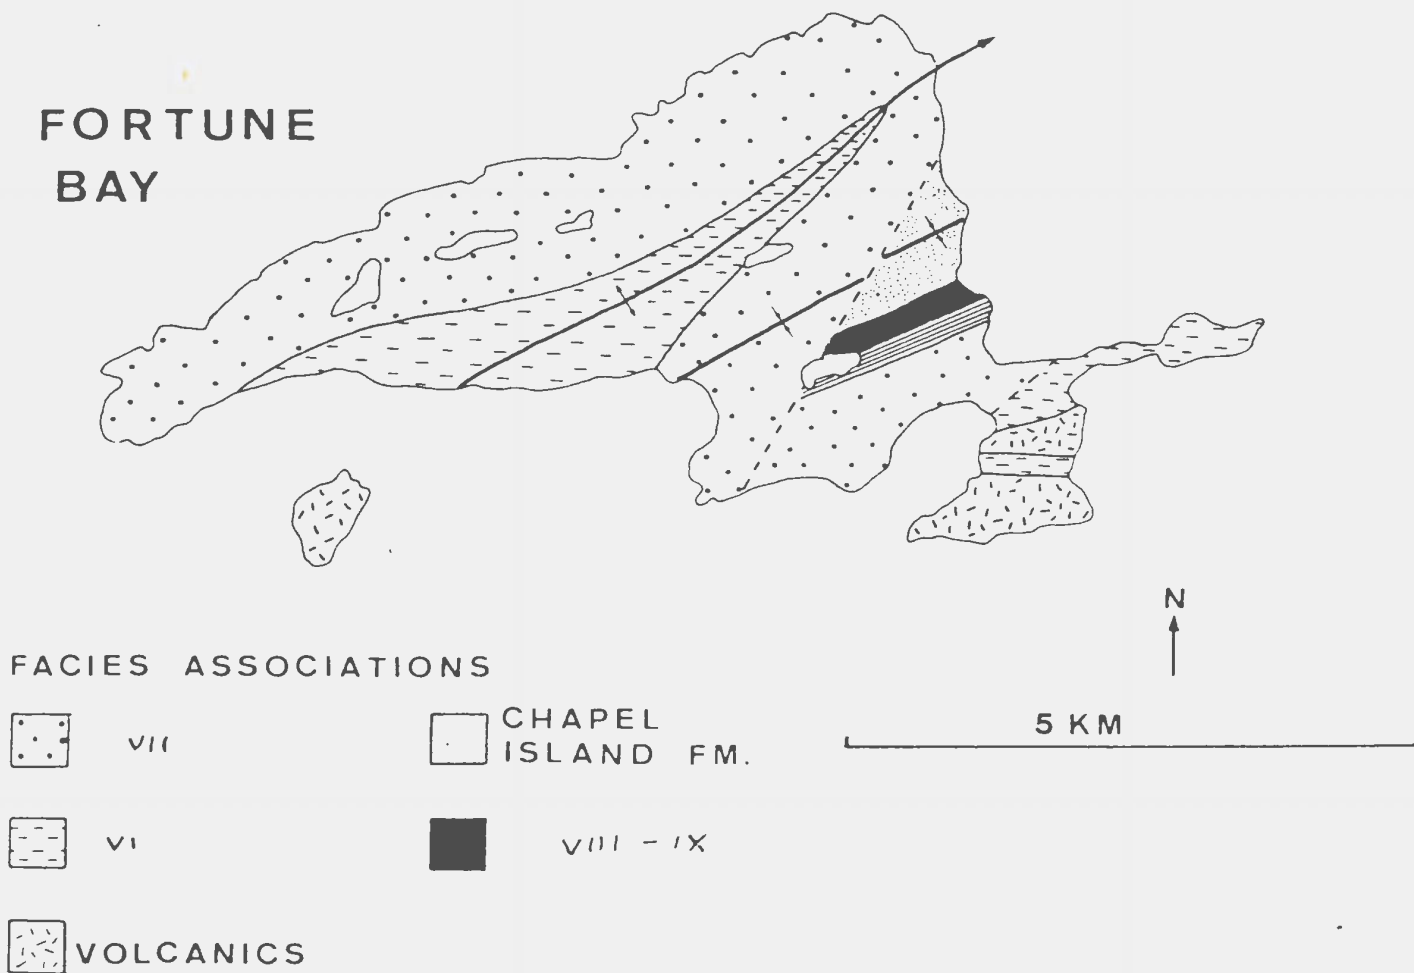 FORTUNE
BAY
N
FACIES ASSOCIATIONS
VII
CHAPEL
ISLAND FM.
5 KM
VI
VIII - IX
VOLCANICS